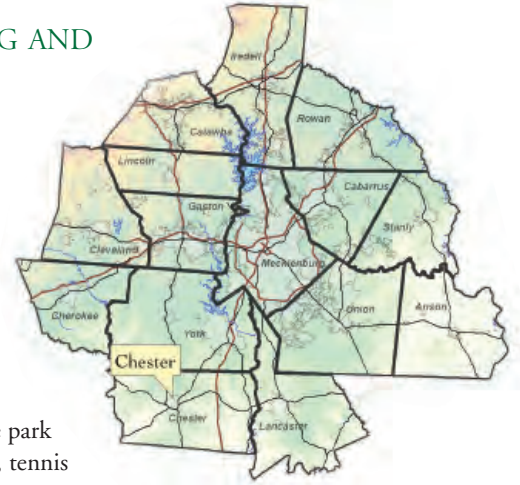 G AND
Iredell
Rowan
Catawba
Lincoln
Cabarrus
Gaston
Stanly
Cleveland
Mecklenburg
Cherokee
Union
Anson
York
Chester
Chester
Lancaster
park
, tennis